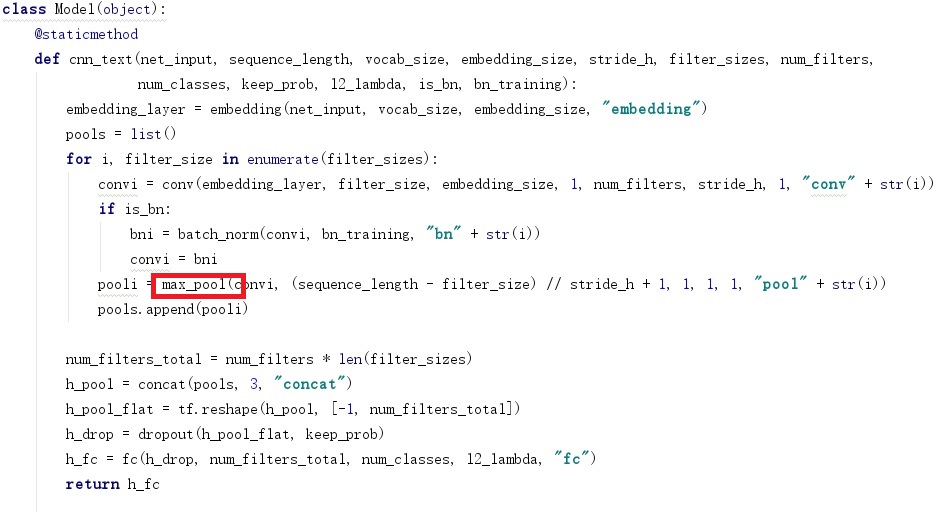 class Model(object):
@staticmethod
def cnn_text(net_input, sequence_length, vocab_size, embedding_size, stride_h, filter_sizes, num_filters,
num_classes, keep_prob, l2_lambda, is_bn, bn_training):
embedding_layer = embedding(net_input, vocab_size, embedding_size, "embedding")
pools = list()
for i, filter_size in enumerate(filter_sizes):
convi = conv(embedding_layer, filter_size, embedding_size, 1, num_filters, stride_h, 1, "conv" + str(i))
if is_bn:
bni = batch_norm(convi, bn_training, "bn" + str(i))
convi = bni
pooli = max_pool(convi, (sequence_length - filter_size) // stride_h + 1, 1, 1, 1, "pool" + str(i))
pools.append(pooli)
num_filters_total = num_filters * len(filter_sizes)
h_pool = concat(pools, 3, "concat")
h_pool_flat = tf.reshape(h_pool, [-1, num_filters_total])
h_drop = dropout(h_pool_flat, keep_prob)
h_fc = fc(h_drop, num_filters_total, num_classes, l2_lambda, "fc")
return h_fc